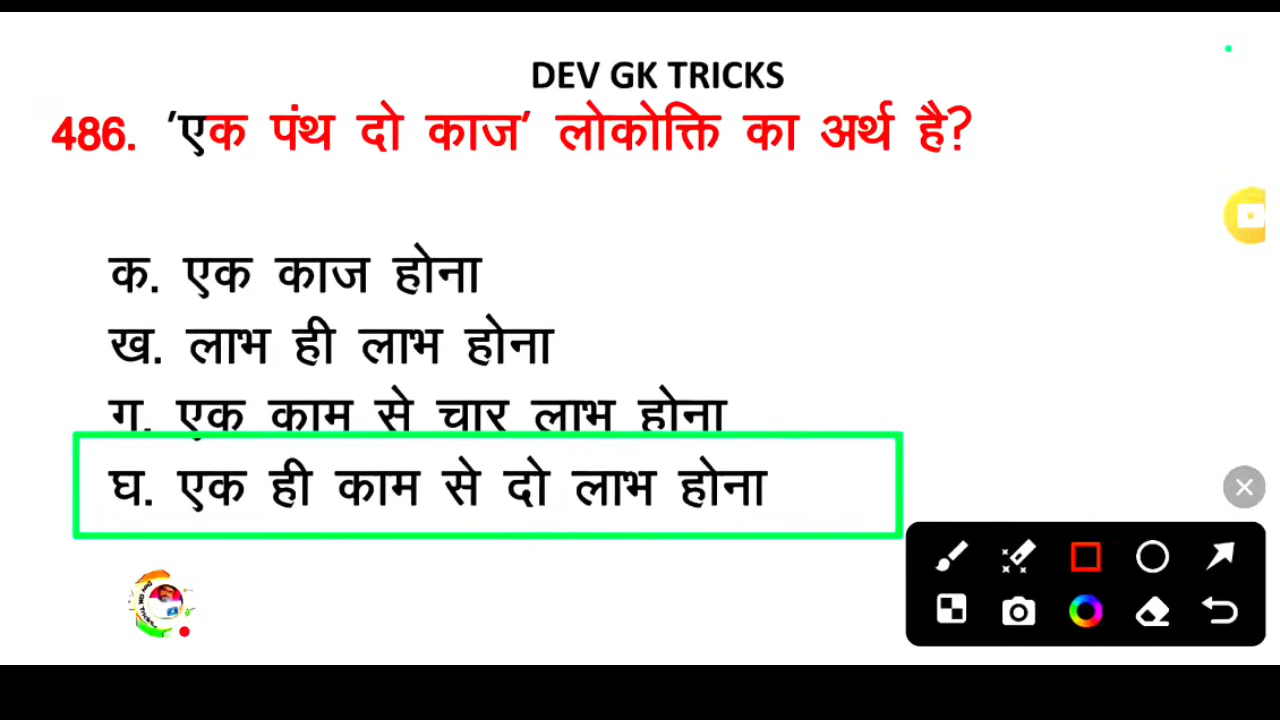 DEV GK TRICKS
486. 'एक पंथ दो काज' लोकोक्ति का अर्थ है?
क. एक काज होना
ख. लाभ ही लाभ होना
ग. एक काम से चार लाभ होना
घ. एक ही काम से दो लाभ होना